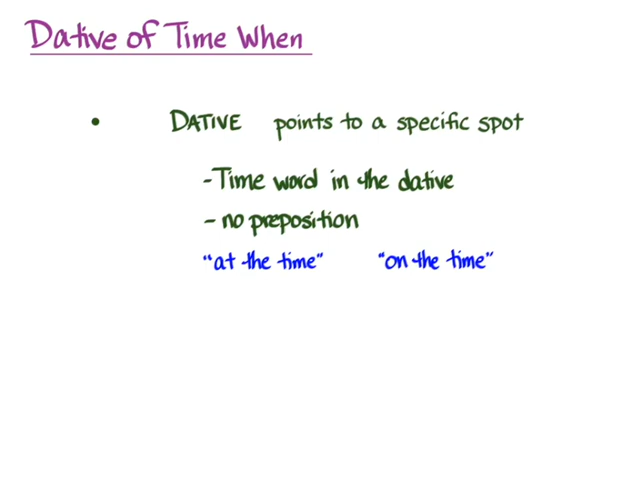 Dative of Time When
• DATIVE points to a specific spot
- Time word in the dative
- no preposition
"at the time" "on the time"